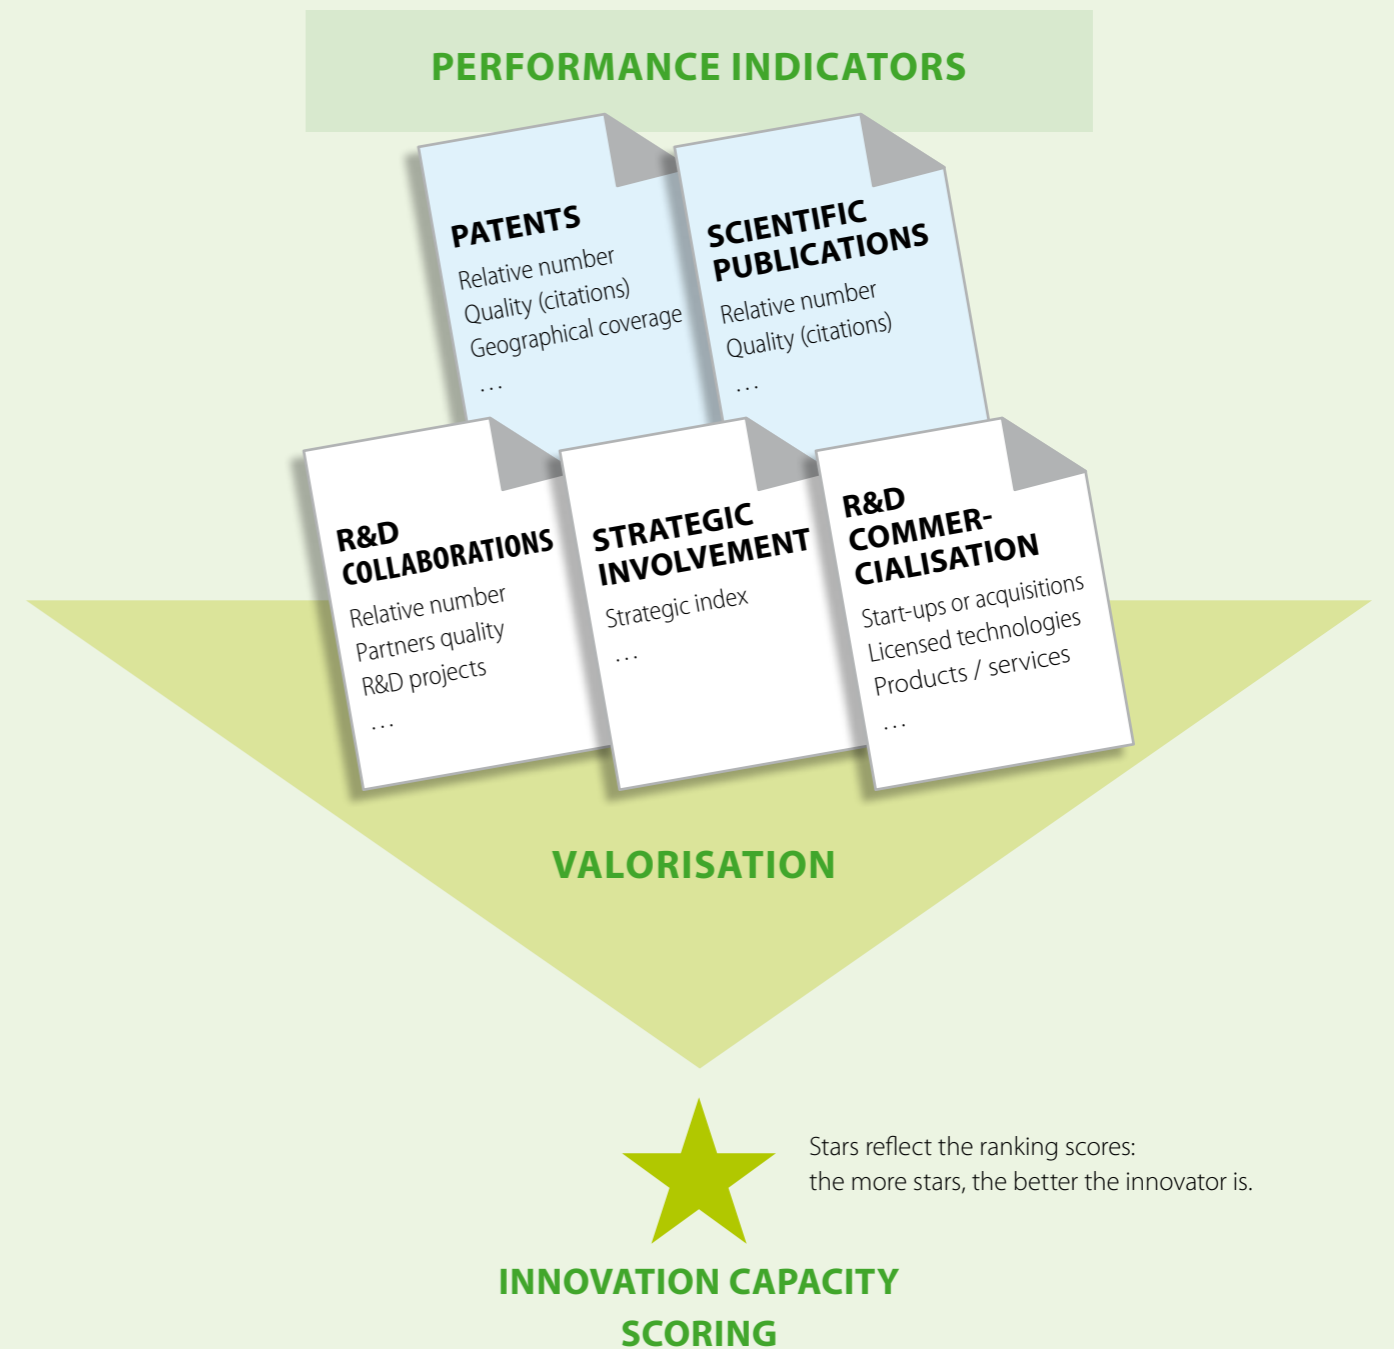 PERFORMANCE INDICATORS
PATENTS
Relative number
Quality (citations)
Geographical coverage
…
SCIENTIFIC
PUBLICATIONS
Relative number
Quality (citations)
…
R&D
COLLABORATIONS
Relative number
Partners quality
R&D projects
…
STRATEGIC
INVOLVEMENT
Strategic index
…
R&D
COMMER-
CIALISATION
Start-ups or acquisitions
Licensed technologies
Products / services
…
VALORISATION
Stars reflect the ranking scores:
the more stars, the better the innovator is.
INNOVATION CAPACITY
SCORING